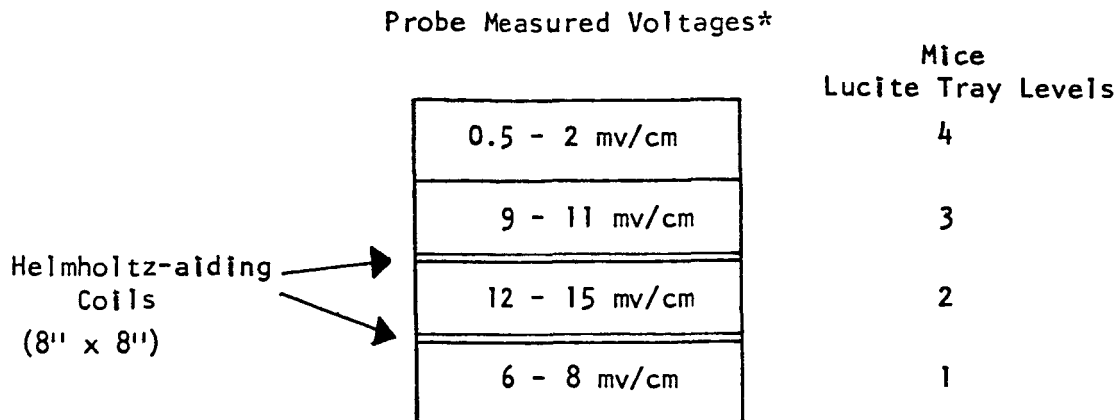 Probe Measured Voltages*
Mice
Lucite Tray Levels
0.5 - 2 mv/cm
4
9 - 11 mv/cm
3
Helmholtz-aiding
Coils
(8" x 8")
12 - 15 mv/cm
2
6 - 8 mv/cm
1